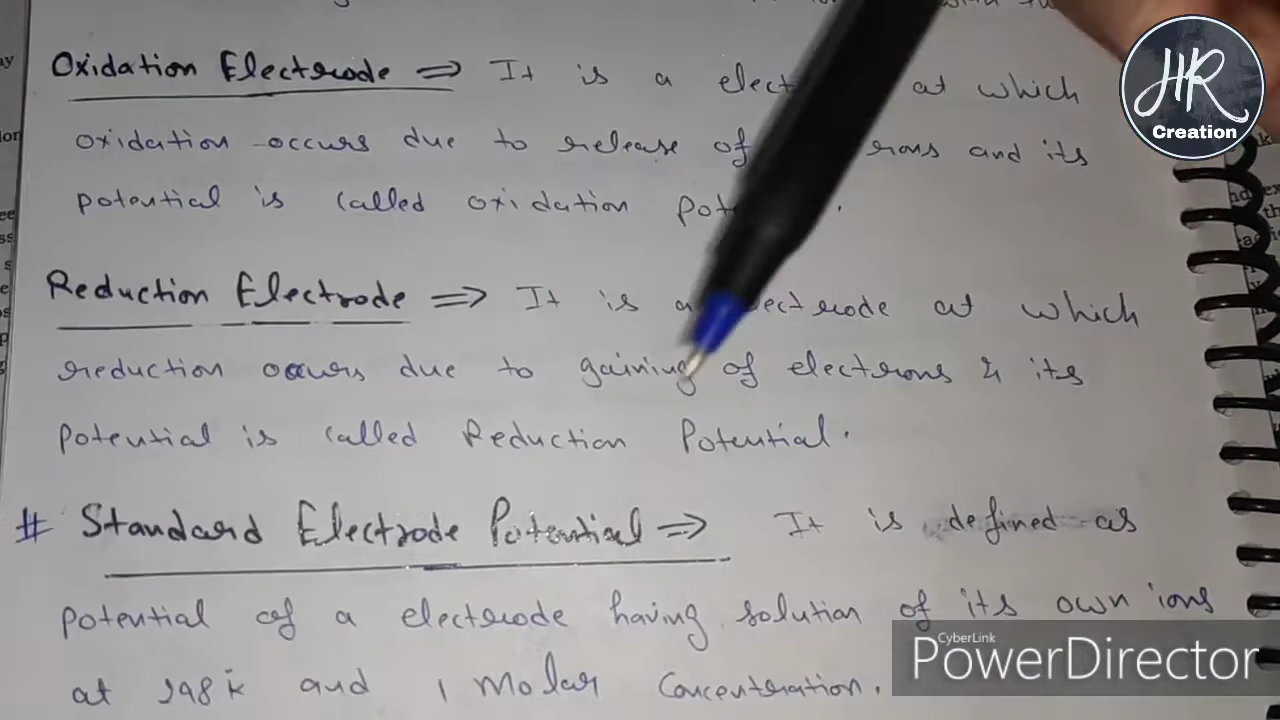 Oxidation Electrode => It is a elect at which
HR
Creation
oxidation occurs due to release of rons and its
potential is called oxidation pot .
Reduction Electrode => It is a electrode at which
reduction occurs due to gaining of electrons & its
potential is called Reduction Potential.
# Standard Electrode Potential => It is defined as
potential of a electrode having solution of its own ions
at 298 K and 1 Molar Concentration.
CyberLink
PowerDirector